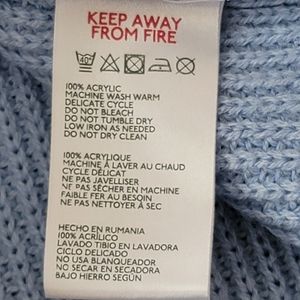 KEEP AWAY
FROM FIRE
40°
100% ACRYLIC
MACHINE WASH WARM
DELICATE CYCLE
DO NOT BLEACH
DO NOT TUMBLE DRY
LOW IRON AS NEEDED
DO NOT DRY CLEAN
100% ACRYLIQUE
MACHINE À LAVER AU CHAUD
CYCLE DÉLICAT
NE PAS JAVELLISER
NE PAS SÉCHER EN MACHINE
FAIBLE FER AU BESOIN
NE PAS NETTOYER À SEC
HECHO EN RUMANIA
100% ACRÍLICO
LAVADO TIBIO EN LAVADORA
CICLO DELICADO
NO USA BLANQUEADOR
NO SECAR EN SECADORA
BAJO HIERRO SEGÚN